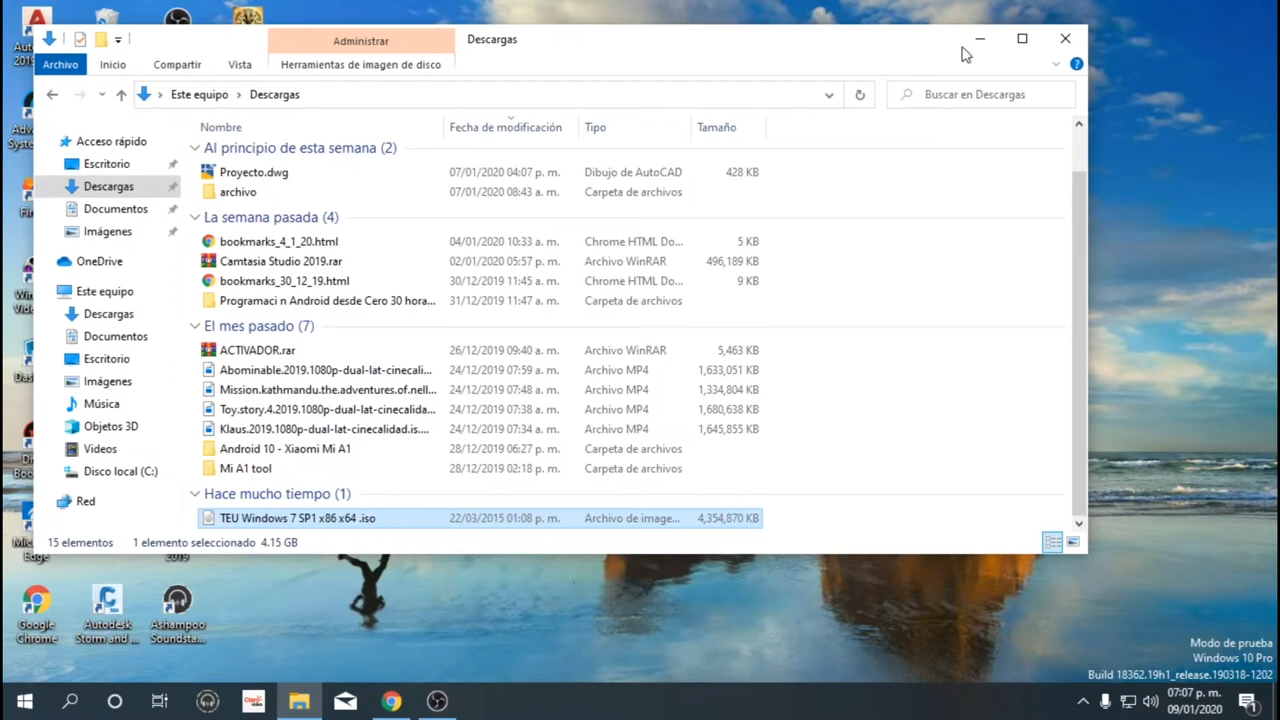 Administrar
Descargas
Archivo
Inicio
Compartir
Vista
Herramientas de imagen de disco
Este equipo
Descargas
Buscar en Descargas
Nombre
Fecha de modificación
Tipo
Tamaño
Acceso rápido
Escritorio
Descargas
Documentos
Imágenes
OneDrive
Este equipo
Descargas
Documentos
Escritorio
Imágenes
Música
Objetos 3D
Videos
Disco local (C:)
Red
Al principio de esta semana (2)
Proyecto.dwg 07/01/2020 04:07 p. m. Dibujo de AutoCAD 428 KB
archivo 07/01/2020 08:43 a. m. Carpeta de archivos
La semana pasada (4)
bookmarks_4_1_20.html 04/01/2020 10:33 a. m. Chrome HTML Do... 5 KB
Camtasia Studio 2019.rar 02/01/2020 05:57 p. m. Archivo WinRAR 496,189 KB
bookmarks_30_12_19.html 30/12/2019 11:45 a. m. Chrome HTML Do... 9 KB
Programaci n Android desde Cero 30 hora... 31/12/2019 11:47 a. m. Carpeta de archivos
El mes pasado (7)
ACTIVADOR.rar 26/12/2019 09:40 a. m. Archivo WinRAR 5,463 KB
Abominable.2019.1080p-dual-lat-cinecali... 24/12/2019 07:59 a. m. Archivo MP4 1,633,051 KB
Mission.kathmandu.the.adventures.of.nell... 24/12/2019 07:48 a. m. Archivo MP4 1,334,804 KB
Toy.story.4.2019.1080p-dual-lat-cinecalida... 24/12/2019 07:38 a. m. Archivo MP4 1,680,638 KB
Klaus.2019.1080p-dual-lat-cinecalidad.is.... 24/12/2019 07:34 a. m. Archivo MP4 1,645,855 KB
Android 10 - Xiaomi Mi A1 28/12/2019 06:27 p. m. Carpeta de archivos
Mi A1 tool 28/12/2019 02:18 p. m. Carpeta de archivos
Hace mucho tiempo (1)
TEU Windows 7 SP1 x86 x64 .iso 22/03/2015 01:08 p. m. Archivo de image... 4,354,870 KB
15 elementos
1 elemento seleccionado 4.15 GB
Edge
2019
Google
Chrome
Autodesk
Storm and ...
Ashampoo
Soundsta...
Modo de prueba
Windows 10 Pro
Build 18362.19h1_release.190318-1202
Claro
video
07:07 p. m.
09/01/2020
1